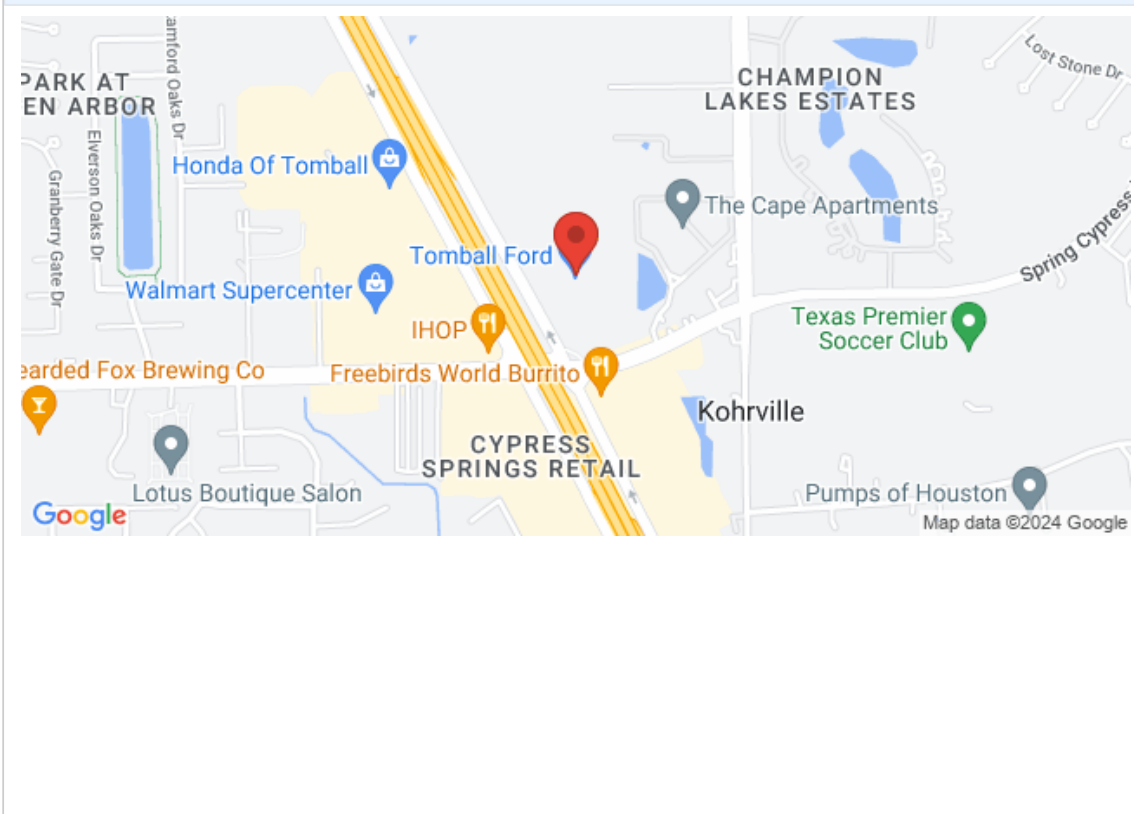 amford Oaks Dr
Lost Stone Dr
PARK AT
EN ARBOR
CHAMPION
LAKES ESTATES
Elverson Oaks Dr
Honda Of Tomball
Granberry Gate Dr
The Cape Apartments
Spring Cypress
Tomball Ford
Walmart Supercenter
IHOP
Texas Premier
Soccer Club
earded Fox Brewing Co
Freebirds World Burrito
Kohrville
CYPRESS
SPRINGS RETAIL
Lotus Boutique Salon
Pumps of Houston
Google
Map data ©2024 Google